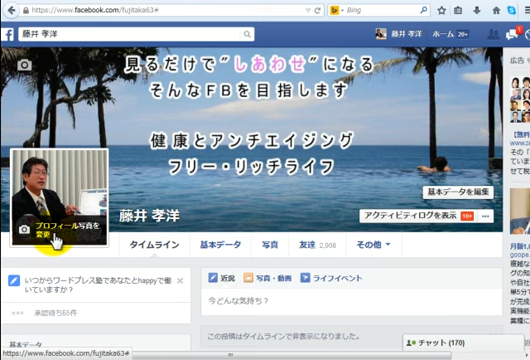 https://www.facebook.com/fujitaka63#
Bing
藤井 孝洋
藤井 孝洋
ホーム 20+
見るだけで"しあわせ"になる
そんなFBを目指します
健康とアンチエイジング
フリー・リッチライフ
広告
基本データを編集
プロフィール写真を
変更
藤井 孝洋
アクティビティログを表示 18+
タイムライン
基本データ
写真
友達 2,008
その他
いつからワードプレス塾であなたとhappyで働
いていますか?
承認待ち65件
近況
写真・動画
ライフイベント
今どんな気持ち?
この投稿はタイムラインで非表示になりました。
基本データ
https://www.facebook.com/fujitaka63#
チャット (170)